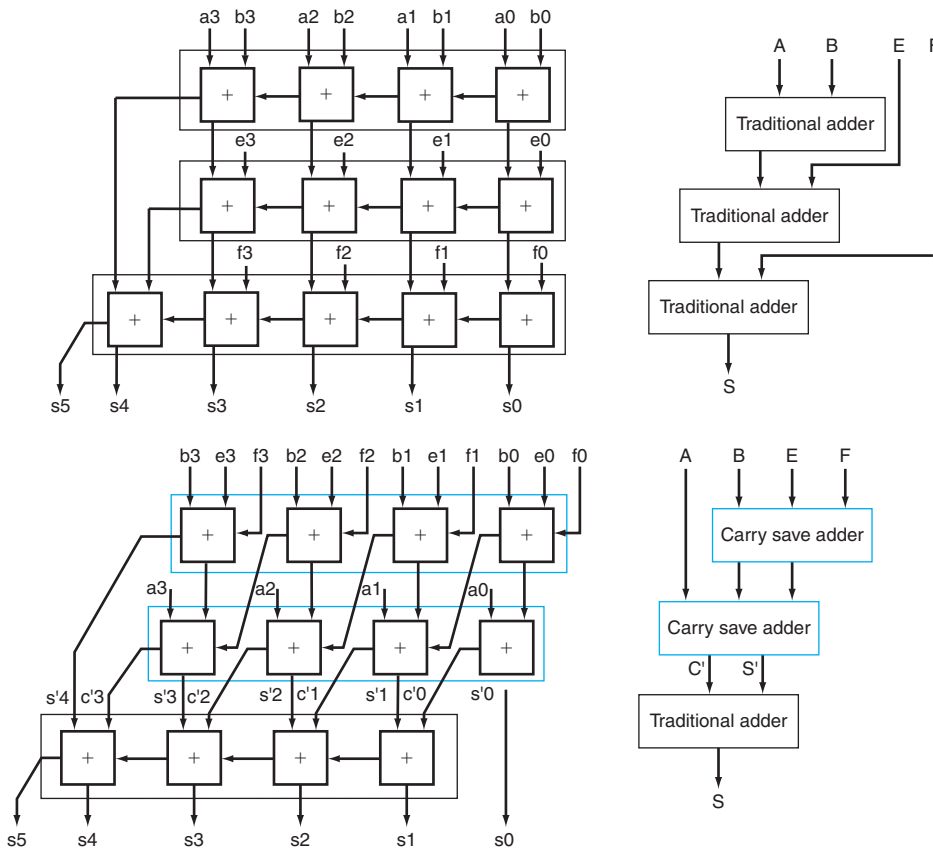 a3 b3 a2 b2 a1 b1 a0 b0
+ + + +
e3 e2 e1 e0
+ + + +
f3 f2 f1 f0
+ + + + +
s5 s4 s3 s2 s1 s0
A B E F
Traditional adder
Traditional adder
Traditional adder
S
b3 e3 f3 b2 e2 f2 b1 e1 f1 b0 e0 f0
+ + + +
a3 a2 a1 a0
+ + + +
s'4 c'3 s'3 c'2 s'2 c'1 s'1 c'0 s'0
+ + + +
s5 s4 s3 s2 s1 s0
A B E F
Carry save adder
Carry save adder
C' S'
Traditional adder
S